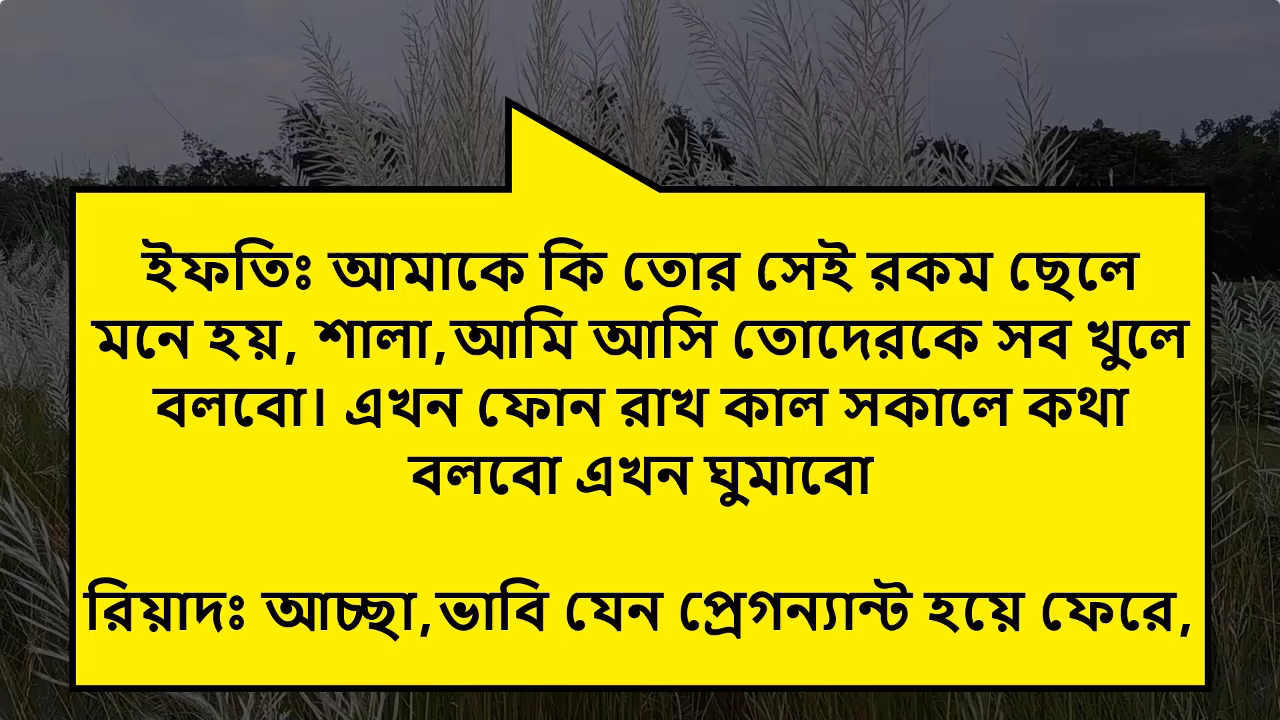 ইফতিঃ আমাকে কি তোর সেই রকম ছেলে
মনে হয়, শালা,আমি আসি তোদেরকে সব খুলে
বলবো। এখন ফোন রাখ কাল সকালে কথা
বলবো এখন ঘুমাবো
রিয়াদঃ আচ্ছা,ভাবি যেন প্রেগন্যান্ট হয়ে ফেরে,